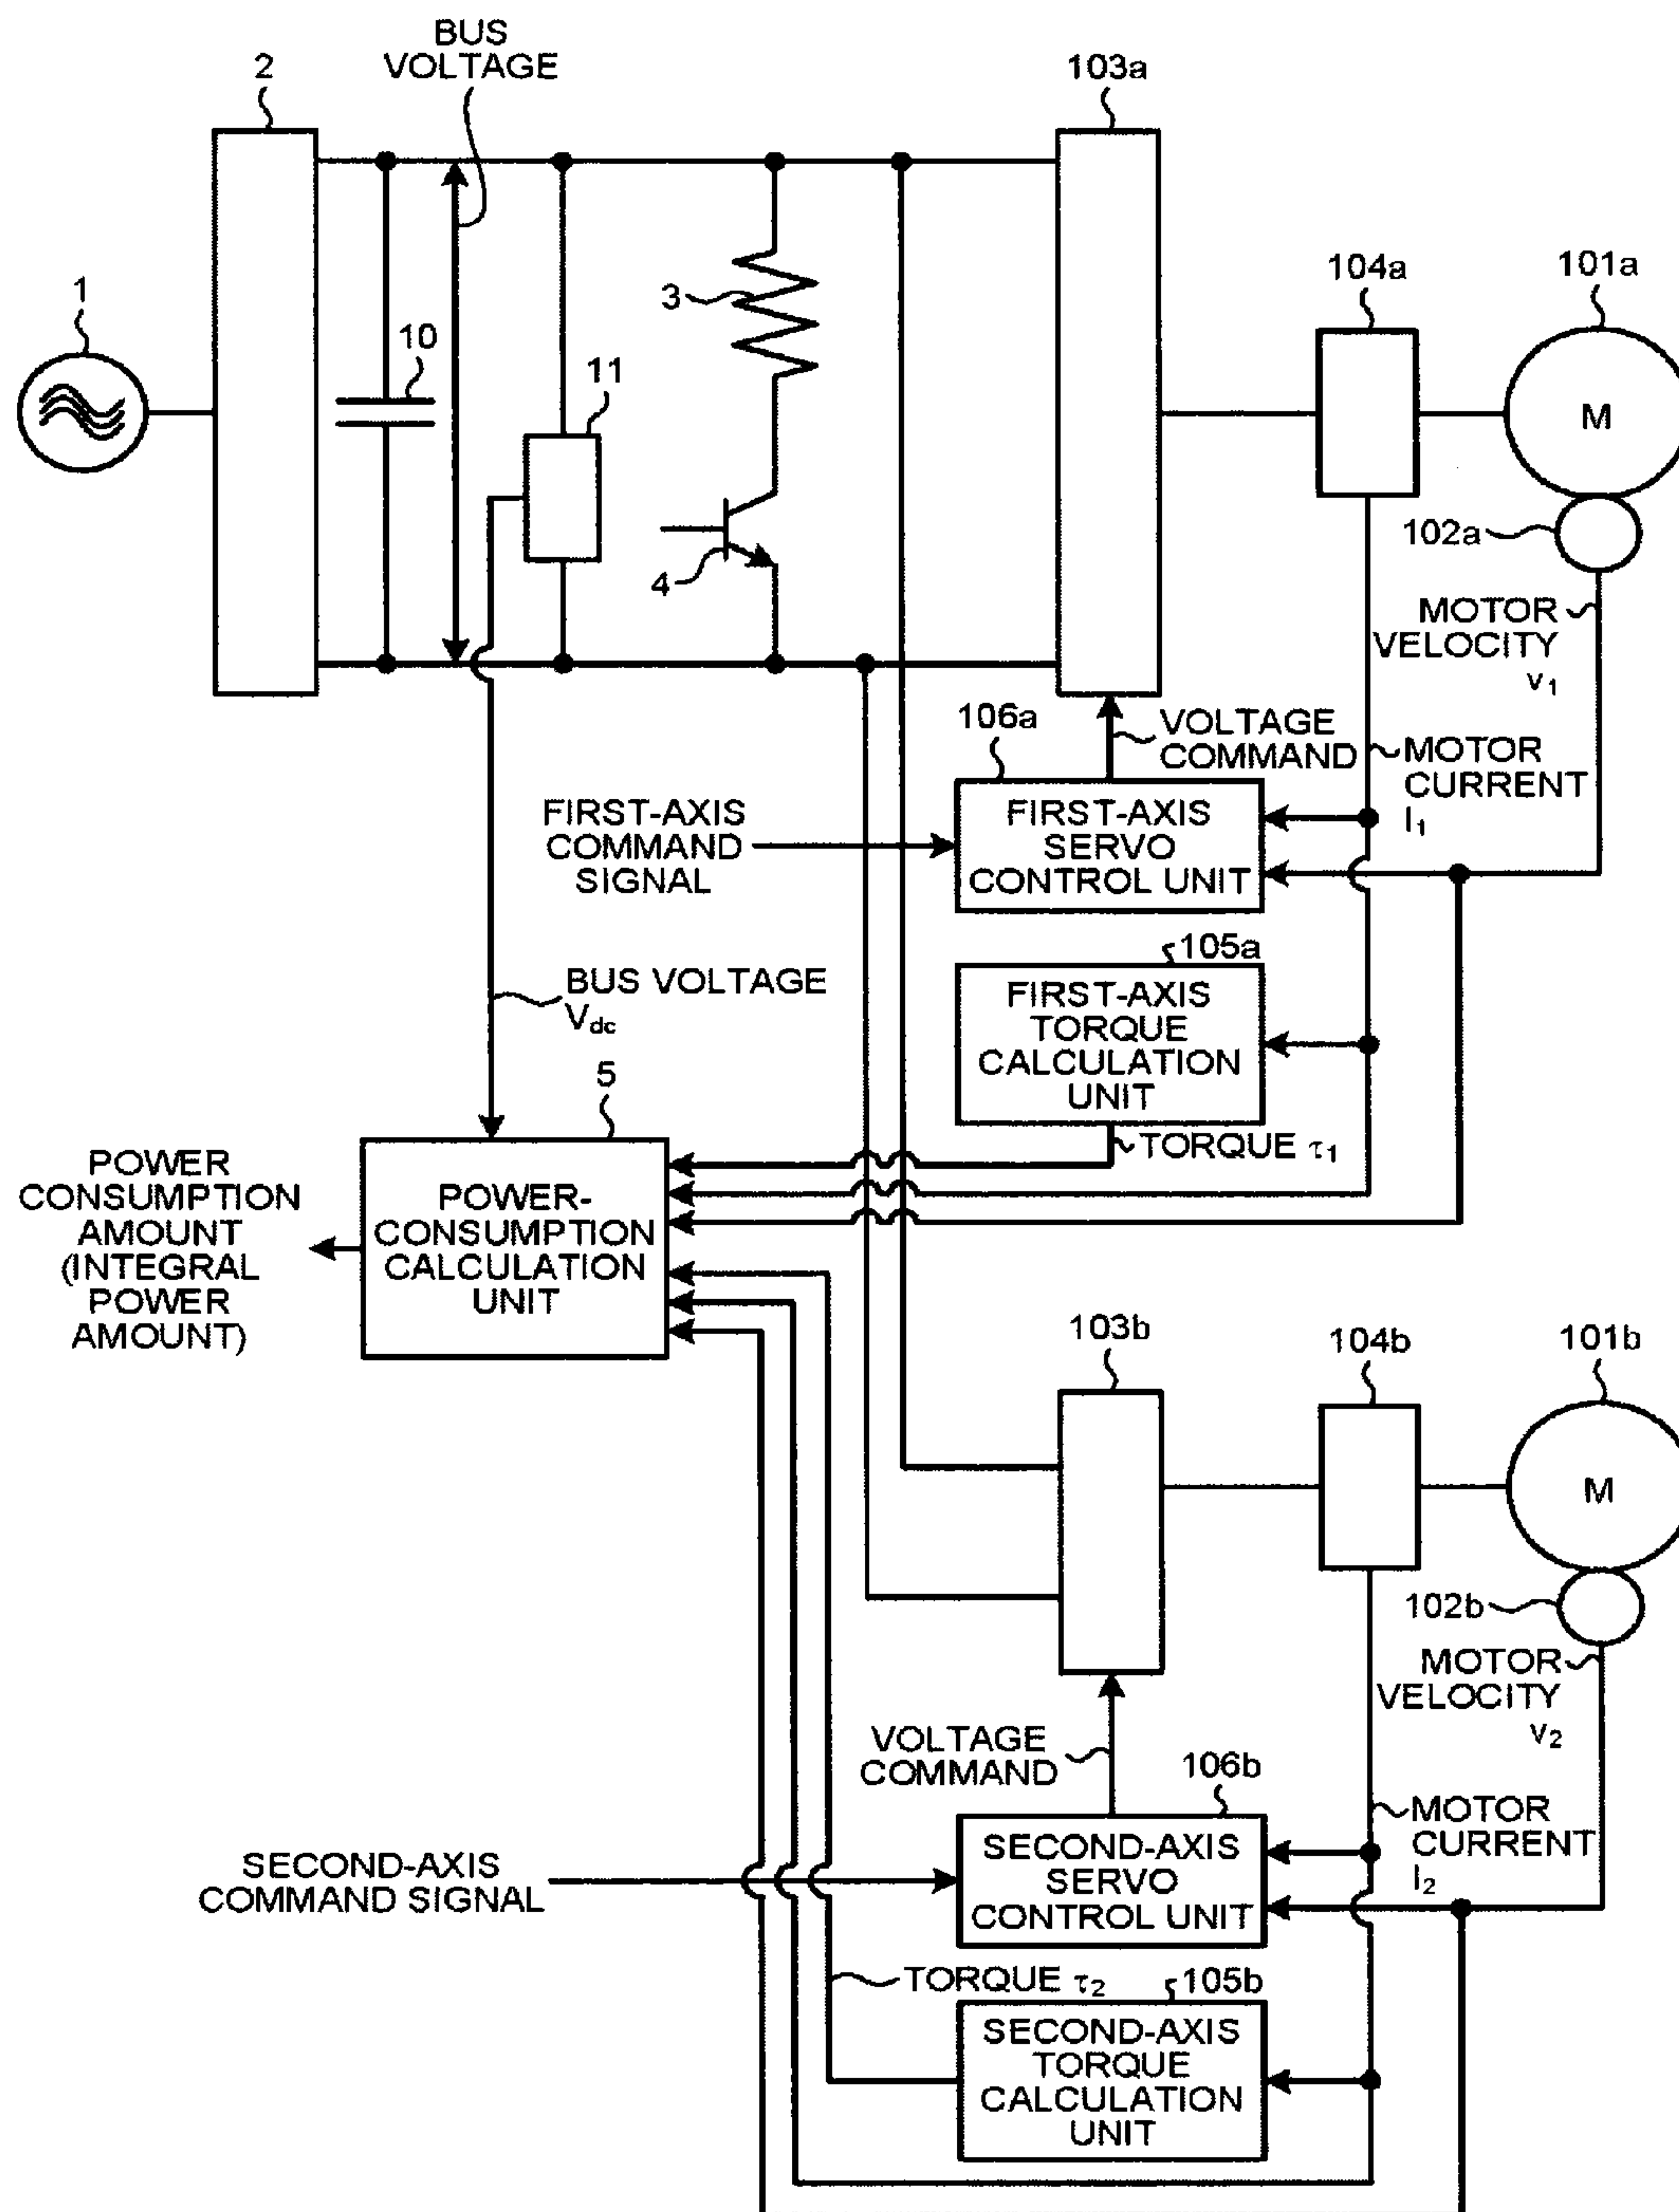 BUS
VOLTAGE
2
103a
1
10
11
3
4
104a
101a
M
102a
MOTOR
VELOCITY
v₁
106a
VOLTAGE
COMMAND
MOTOR
CURRENT
I₁
FIRST-AXIS
COMMAND
SIGNAL
FIRST-AXIS
SERVO
CONTROL UNIT
105a
BUS VOLTAGE
Vdc
FIRST-AXIS
TORQUE
CALCULATION
UNIT
5
TORQUE τ₁
POWER
CONSUMPTION
AMOUNT
(INTEGRAL
POWER
AMOUNT)
POWER-
CONSUMPTION
CALCULATION
UNIT
103b
104b
101b
M
102b
MOTOR
VELOCITY
v₂
VOLTAGE
COMMAND
106b
MOTOR
CURRENT
I₂
SECOND-AXIS
COMMAND SIGNAL
SECOND-AXIS
SERVO
CONTROL UNIT
TORQUE τ₂
105b
SECOND-AXIS
TORQUE
CALCULATION
UNIT